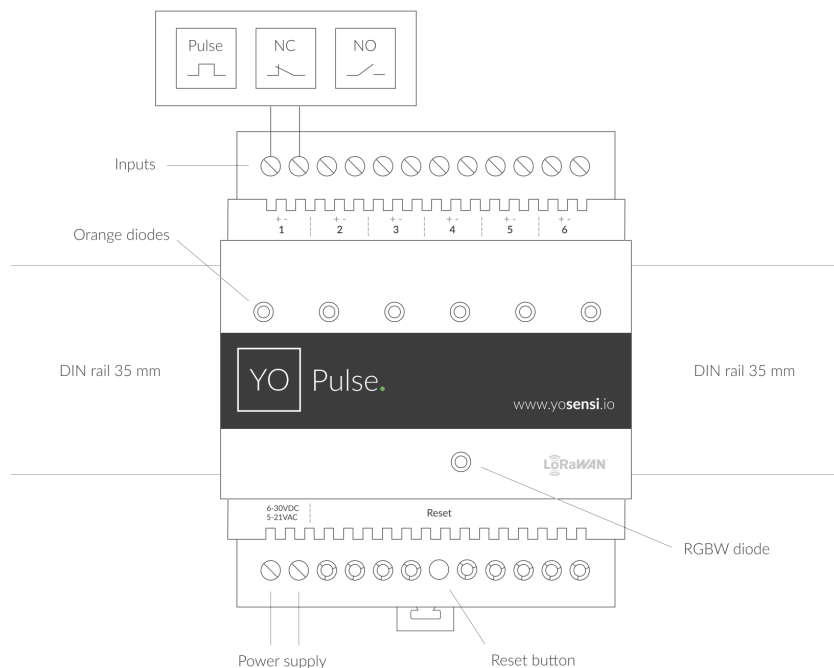 Pulse NC NO
Inputs
+ - + - + - + - + - + -
1 2 3 4 5 6
Orange diodes
DIN rail 35 mm
DIN rail 35 mm
YO Pulse.
www.yosensi.io
LoRaWAN
6-30VDC
5-21VAC
Reset
RGBW diode
Power supply
Reset button